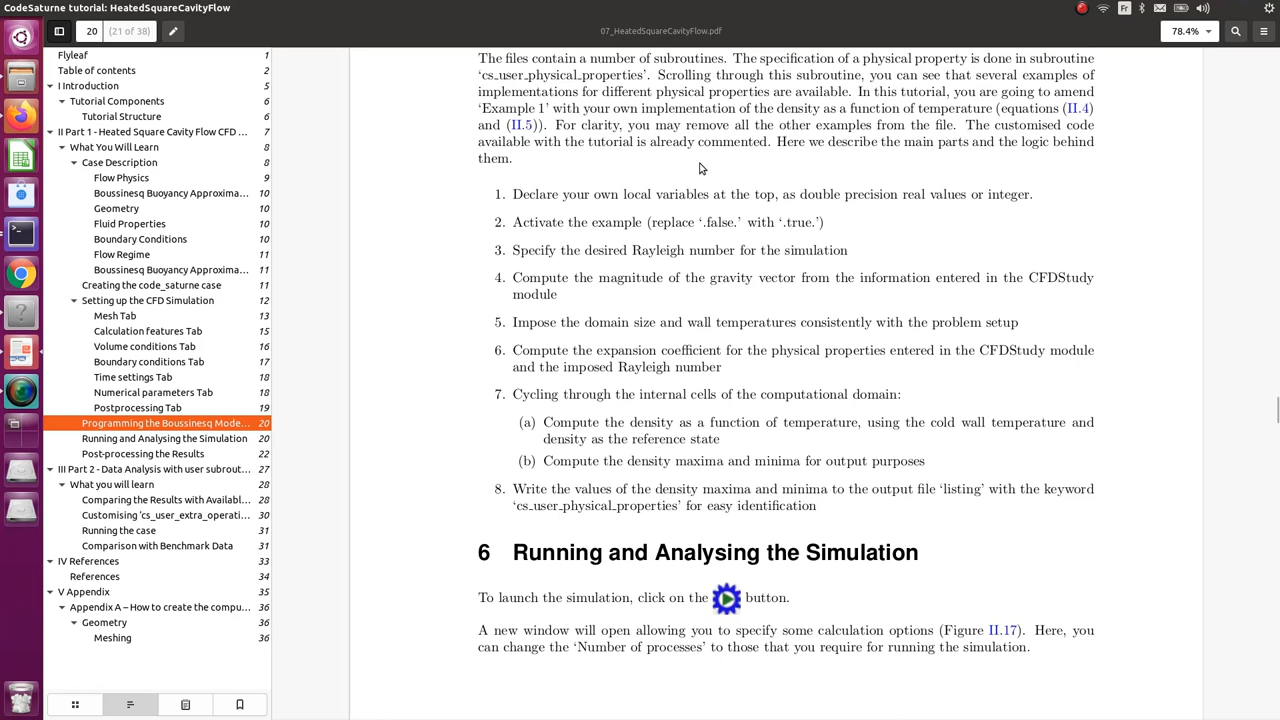 CodeSaturne tutorial: HeatedSquareCavityFlow
Fr
20 (21 of 38)
07_HeatedSquareCavityFlow.pdf
78.4%
Flyleaf 1
Table of contents 2
I Introduction 5
Tutorial Components 6
Tutorial Structure 6
II Part 1 - Heated Square Cavity Flow CFD ... 7
What You Will Learn 8
Case Description 8
Flow Physics 9
Boussinesq Buoyancy Approxima... 10
Geometry 10
Fluid Properties 10
Boundary Conditions 10
Flow Regime 11
Boussinesq Buoyancy Approxima... 11
Creating the code_saturne case 11
Setting up the CFD Simulation 12
Mesh Tab 13
Calculation features Tab 15
Volume conditions Tab 16
Boundary conditions Tab 17
Time settings Tab 18
Numerical parameters Tab 18
Postprocessing Tab 19
Programming the Boussinesq Mode... 20
Running and Analysing the Simulation 20
Post-processing the Results 22
III Part 2 - Data Analysis with user subrout... 27
What you will learn 28
Comparing the Results with Availabl... 28
Customising 'cs_user_extra_operati... 30
Running the case 31
Comparison with Benchmark Data 31
IV References 33
References 34
V Appendix 35
Appendix A – How to create the compu... 36
Geometry 36
Meshing 36
The files contain a number of subroutines. The specification of a physical property is done in subroutine
‘cs_user_physical_properties’. Scrolling through this subroutine, you can see that several examples of
implementations for different physical properties are available. In this tutorial, you are going to amend
‘Example 1’ with your own implementation of the density as a function of temperature (equations (II.4)
and (II.5)). For clarity, you may remove all the other examples from the file. The customised code
available with the tutorial is already commented. Here we describe the main parts and the logic behind
them.
1. Declare your own local variables at the top, as double precision real values or integer.
2. Activate the example (replace ‘.false.’ with ‘.true.’)
3. Specify the desired Rayleigh number for the simulation
4. Compute the magnitude of the gravity vector from the information entered in the CFDStudy
module
5. Impose the domain size and wall temperatures consistently with the problem setup
6. Compute the expansion coefficient for the physical properties entered in the CFDStudy module
and the imposed Rayleigh number
7. Cycling through the internal cells of the computational domain:
(a) Compute the density as a function of temperature, using the cold wall temperature and
density as the reference state
(b) Compute the density maxima and minima for output purposes
8. Write the values of the density maxima and minima to the output file ‘listing’ with the keyword
‘cs_user_physical_properties’ for easy identification
6 Running and Analysing the Simulation
To launch the simulation, click on the button.
A new window will open allowing you to specify some calculation options (Figure II.17). Here, you
can change the ‘Number of processes’ to those that you require for running the simulation.